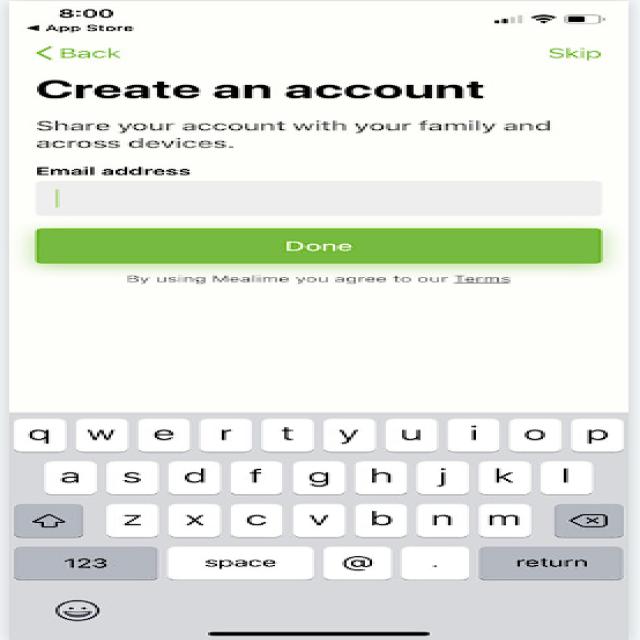 8:00
App Store
Back
Skip
Create an account
Share your account with your family and
across devices.
Email address
Done
By using Mealime you agree to our Terms
q w e r t y u i o p
a s d f g h j k l
z x c v b n m
123 space @ . return